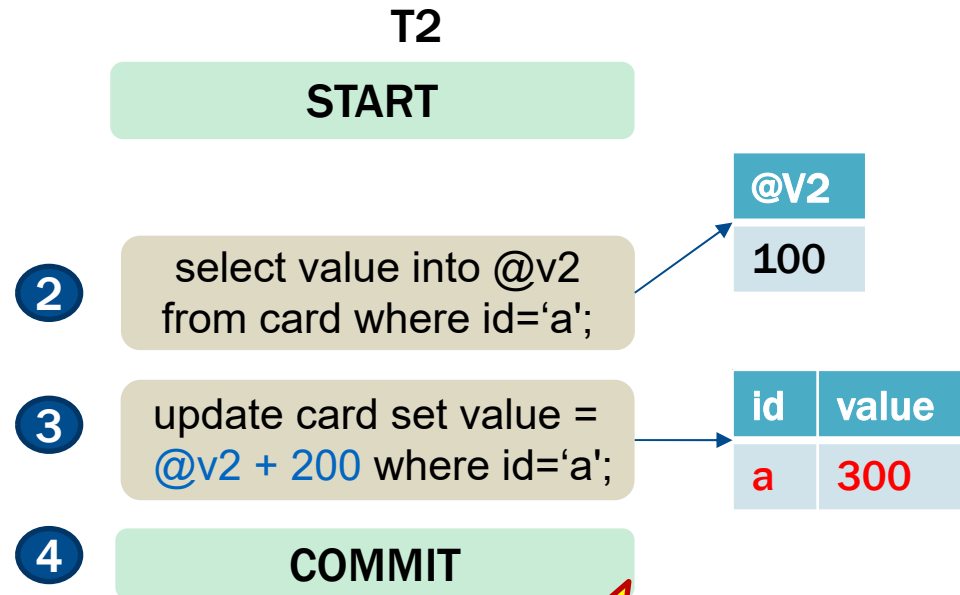 T2
START
@V2
100
2
select value into @v2
from card where id=‘a';
3
update card set value =
@v2 + 200 where id=‘a';
id value
a 300
4
COMMIT